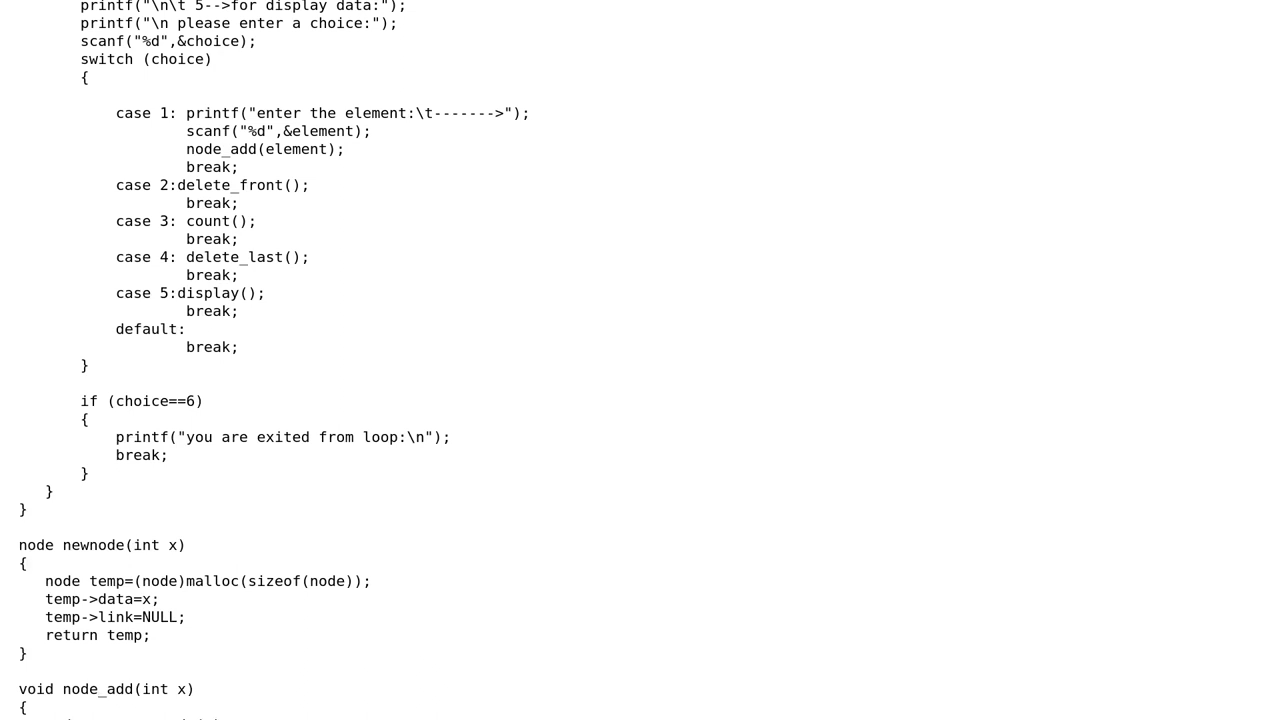 printf("\n\t 5-->for display data:");
printf("\n please enter a choice:");
scanf("%d",&choice);
switch (choice)
{
case 1: printf("enter the element:\t------->");
scanf("%d",&element);
node_add(element);
break;
case 2:delete_front();
break;
case 3: count();
break;
case 4: delete_last();
break;
case 5:display();
break;
default:
break;
}
if (choice==6)
{
printf("you are exited from loop:\n");
break;
}
}
}
node newnode(int x)
{
node temp=(node)malloc(sizeof(node));
temp->data=x;
temp->link=NULL;
return temp;
}
void node_add(int x)
{